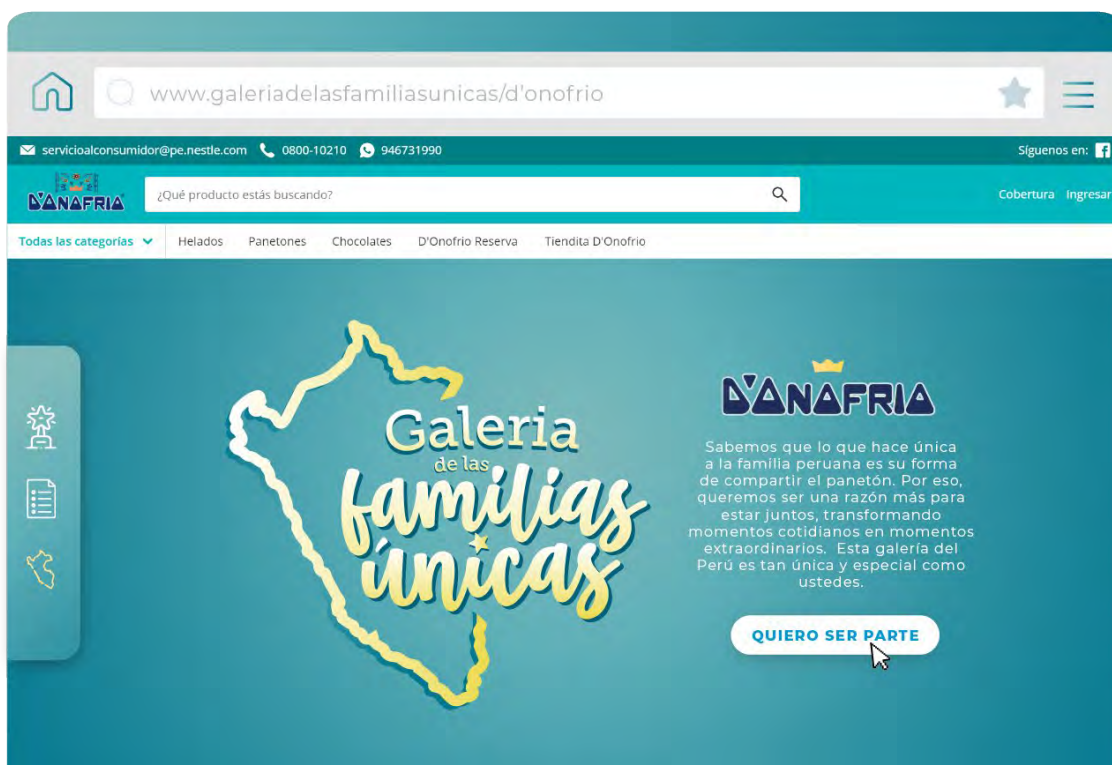 www.galeriadelasfamiliasunicas/d'onofrio
servicioalconsumidor@pe.nestle.com 0800-10210 946731990 Síguenos en:
D'ANAFRIA ¿Qué producto estás buscando? Cobertura Ingresar
Todas las categorías Helados Panetones Chocolates D'Onofrio Reserva Tiendita D'Onofrio
Galeria
de las
familias
únicas
D'ANAFRIA
Sabemos que lo que hace única
a la familia peruana es su forma
de compartir el panetón. Por eso,
queremos ser una razón más para
estar juntos, transformando
momentos cotidianos en momentos
extraordinarios. Esta galería del
Perú es tan única y especial como
ustedes.
QUIERO SER PARTE